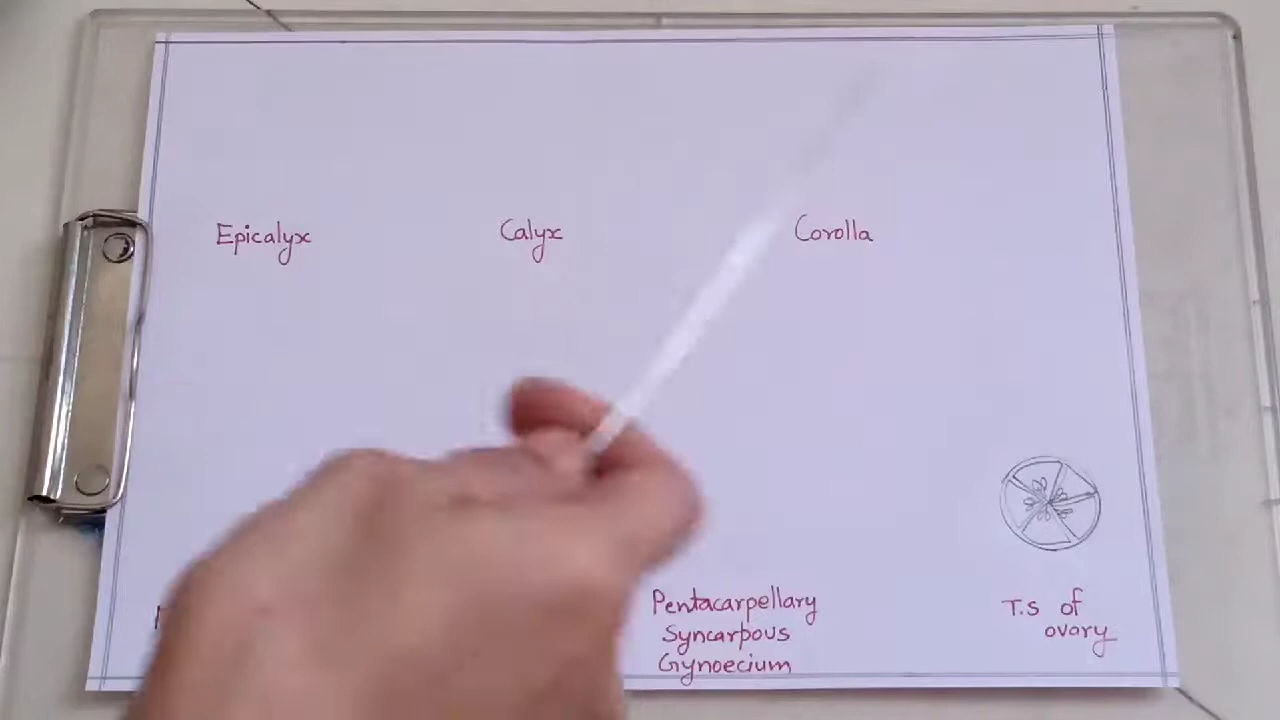 Epicalyx
Calyx
Corolla
Pentacarpellary
Syncarpous
Gynoecium
T.S of
ovary